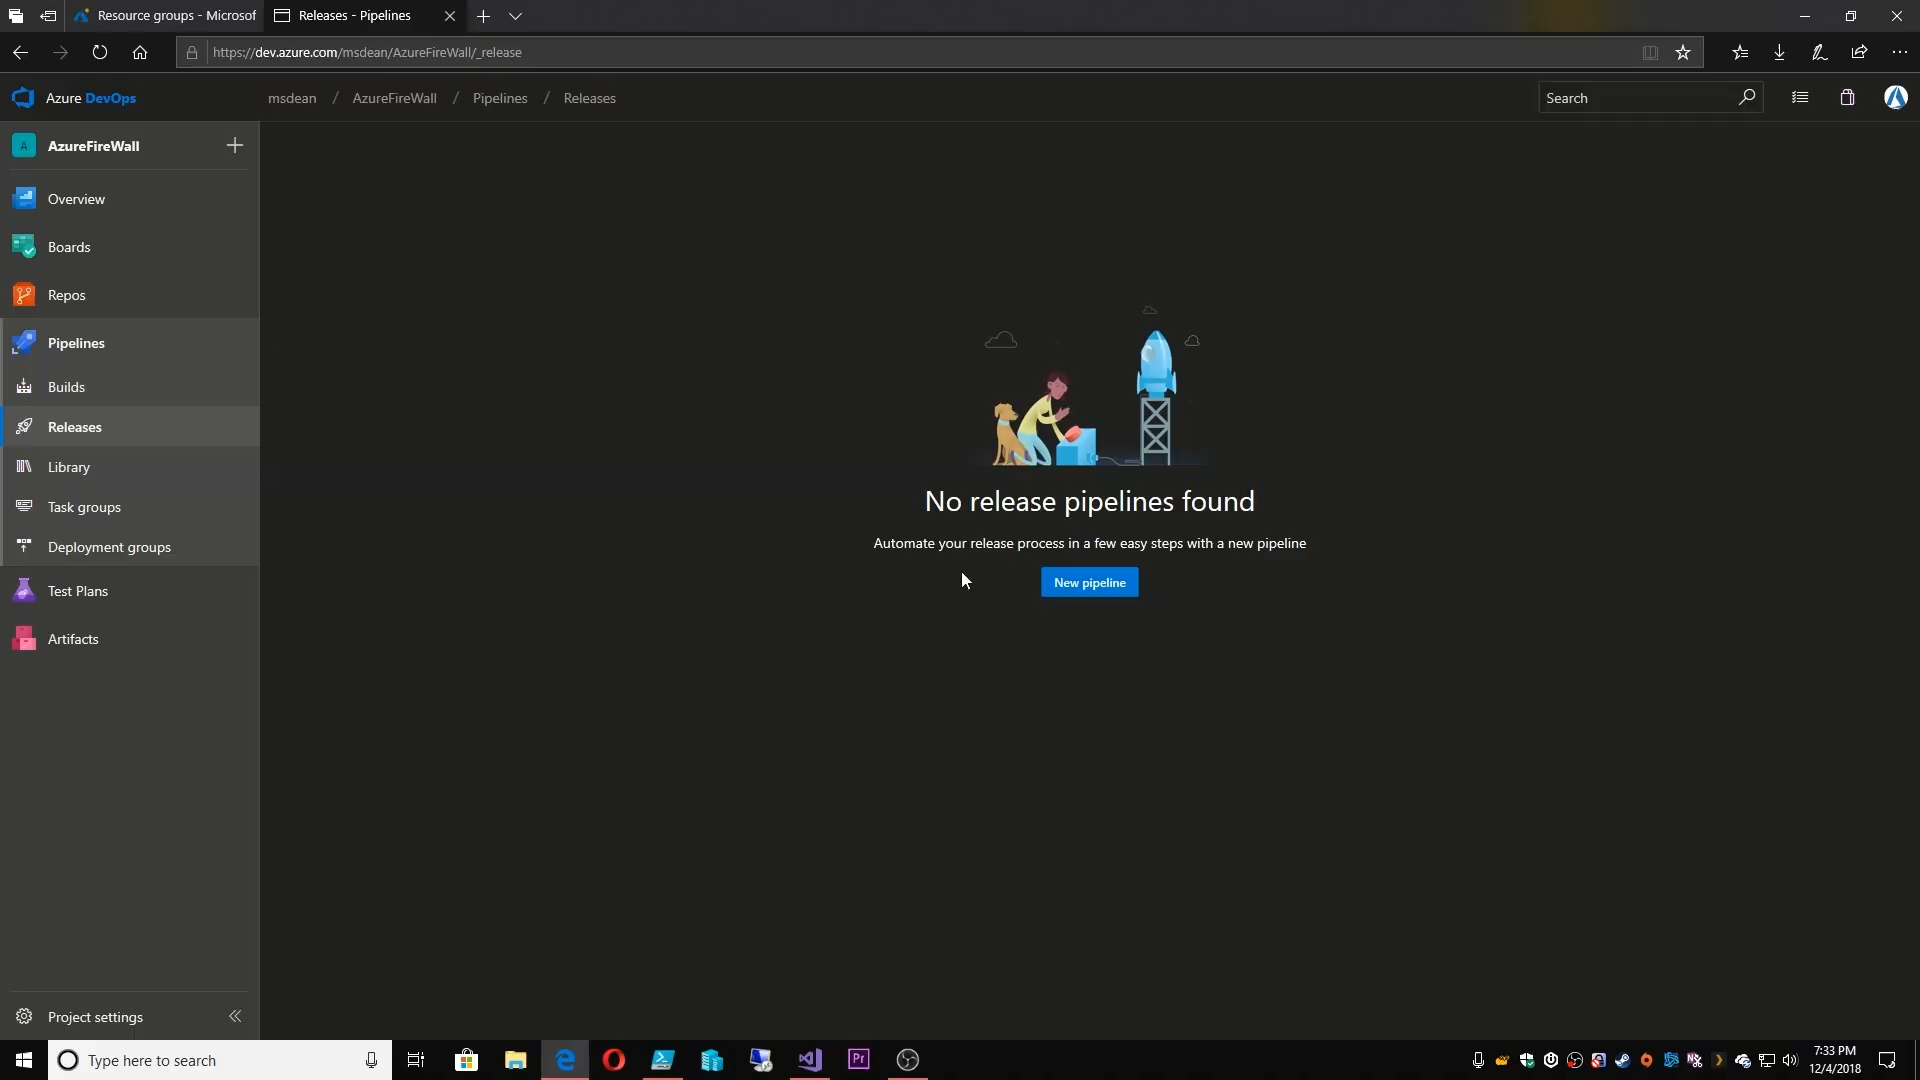 Resource groups - Microsof
Releases - Pipelines
https://dev.azure.com/msdean/AzureFireWall/_release
Azure DevOps
msdean / AzureFireWall / Pipelines / Releases
Search
A
AzureFireWall
Overview
Boards
Repos
Pipelines
Builds
Releases
Library
Task groups
Deployment groups
Test Plans
Artifacts
No release pipelines found
Automate your release process in a few easy steps with a new pipeline
New pipeline
Project settings
Type here to search
Pr
7:33 PM
12/4/2018